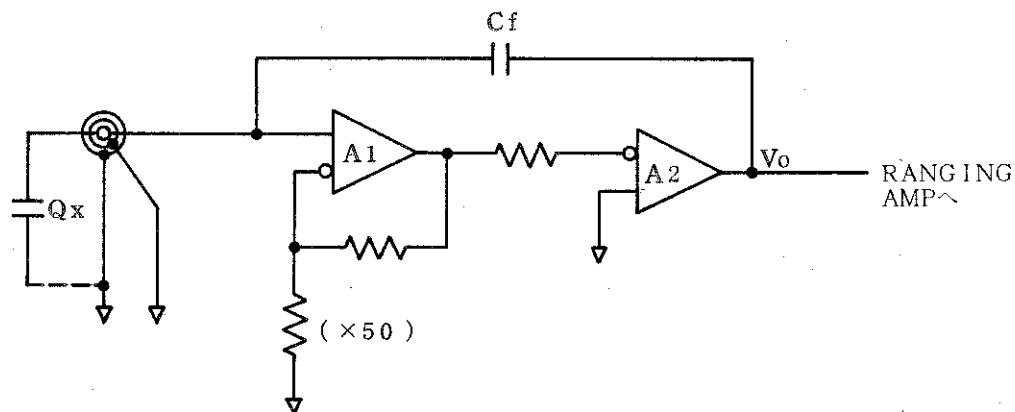 Cf
A1
A2
Vo
RANGING
AMPへ
Qx
(×50)